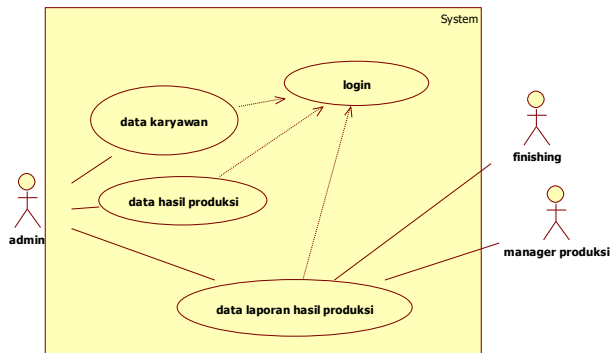 System
login
data karyawan
finishing
data hasil produksi
admin
manager produksi
data laporan hasil produksi